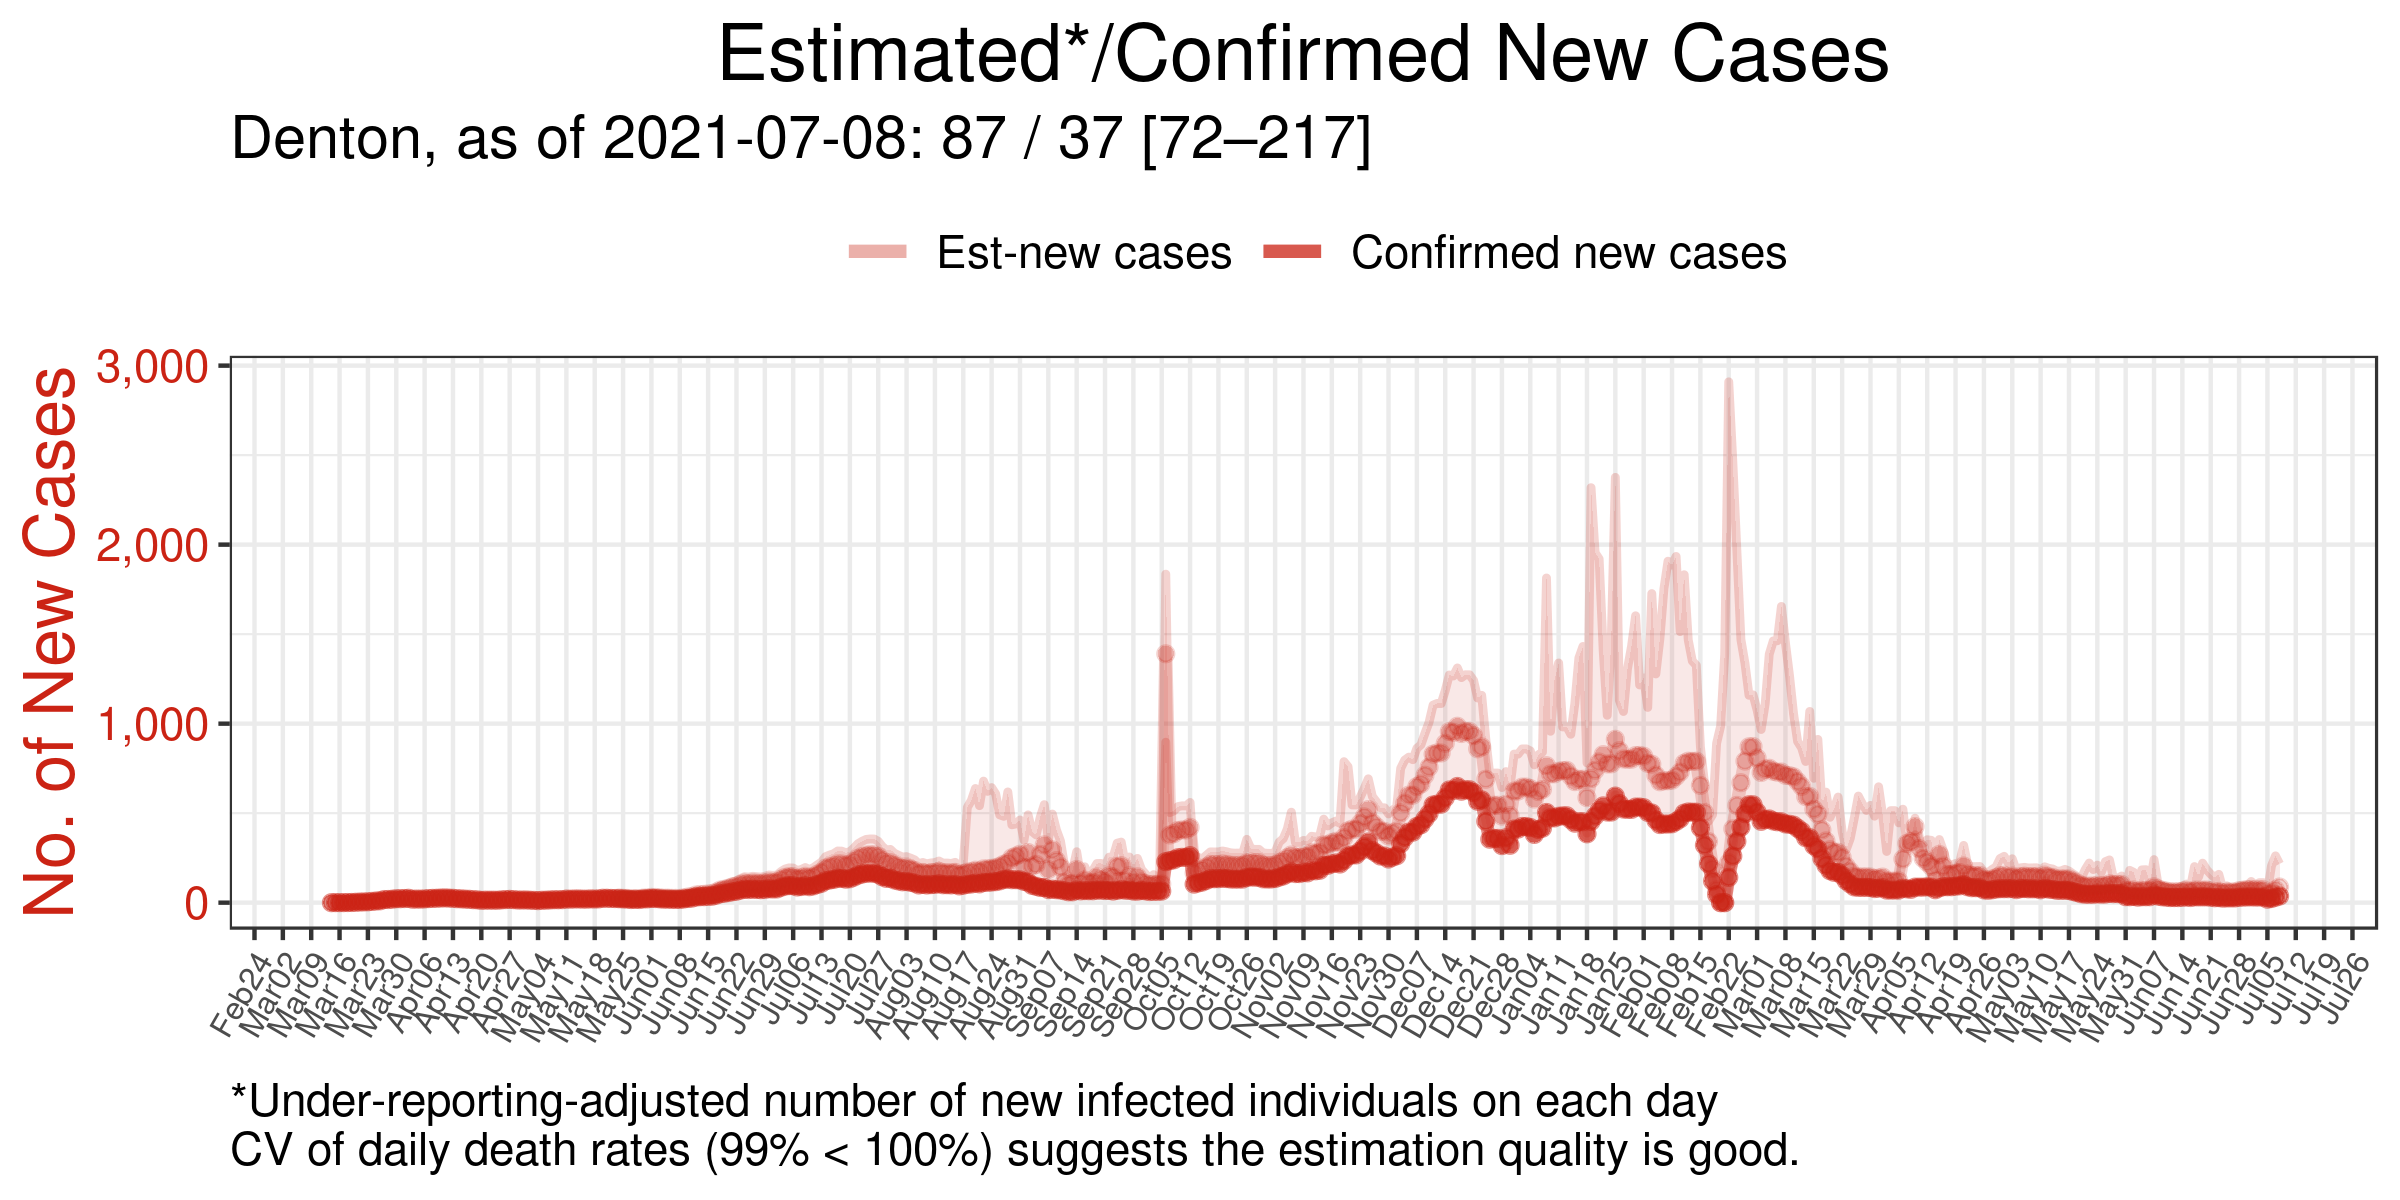 Estimated*/Confirmed New Cases
Denton, as of 2021-07-08: 87 / 37 [72–217]
Est-new cases Confirmed new cases
No. of New Cases
3,000
2,000
1,000
0
Feb24 Mar02 Mar09 Mar16 Mar23 Mar30 Apr06 Apr13 Apr20 Apr27 May04 May11 May18 May25 Jun01 Jun08 Jun15 Jun22 Jun29 Jul06 Jul13 Jul20 Jul27 Aug03 Aug10 Aug17 Aug24 Aug31 Sep07 Sep14 Sep21 Sep28 Oct05 Oct12 Oct19 Oct26 Nov02 Nov09 Nov16 Nov23 Nov30 Dec07 Dec14 Dec21 Dec28 Jan04 Jan11 Jan18 Jan25 Feb01 Feb08 Feb15 Feb22 Mar01 Mar08 Mar15 Mar22 Mar29 Apr05 Apr12 Apr19 Apr26 May03 May10 May17 May24 May31 Jun07 Jun14 Jun21 Jun28 Jul05 Jul12 Jul19 Jul26
*Under-reporting-adjusted number of new infected individuals on each day
CV of daily death rates (99% < 100%) suggests the estimation quality is good.